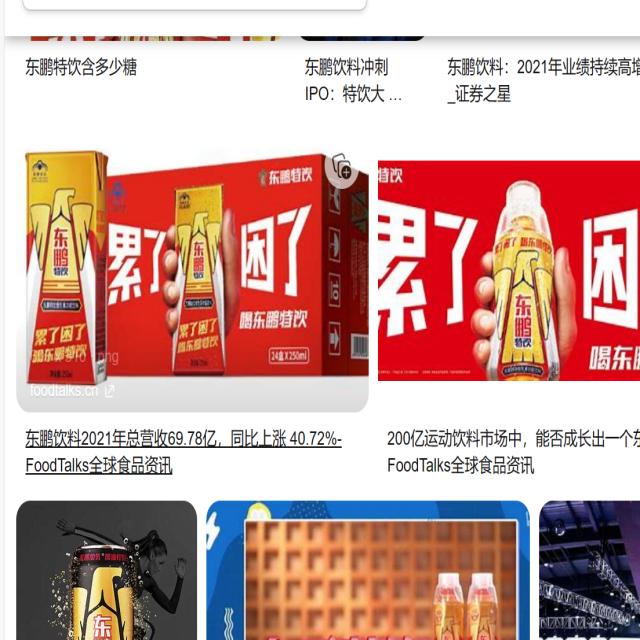 东鹏特饮含多少糖
东鹏饮料冲刺
IPO：特饮大 ...
东鹏饮料：2021年业绩持续高增
_证券之星
东鹏特饮
累了
困了
喝东鹏特饮
24盒X250ml
东鹏
特饮
累了困了
喝东鹏特饮
东鹏
特饮
累了困了
喝东鹏特饮
foodtalks.cn
特饮
累了
困
东鹏
特饮
喝东鹏
东鹏饮料2021年总营收69.78亿，同比上涨 40.72%-
FoodTalks全球食品资讯
200亿运动饮料市场中，能否成长出一个东
FoodTalks全球食品资讯
东